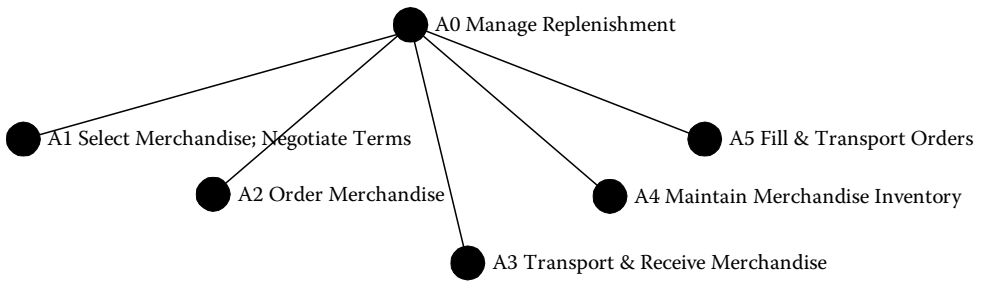 A0 Manage Replenishment
A1 Select Merchandise; Negotiate Terms
A5 Fill & Transport Orders
A2 Order Merchandise
A4 Maintain Merchandise Inventory
A3 Transport & Receive Merchandise